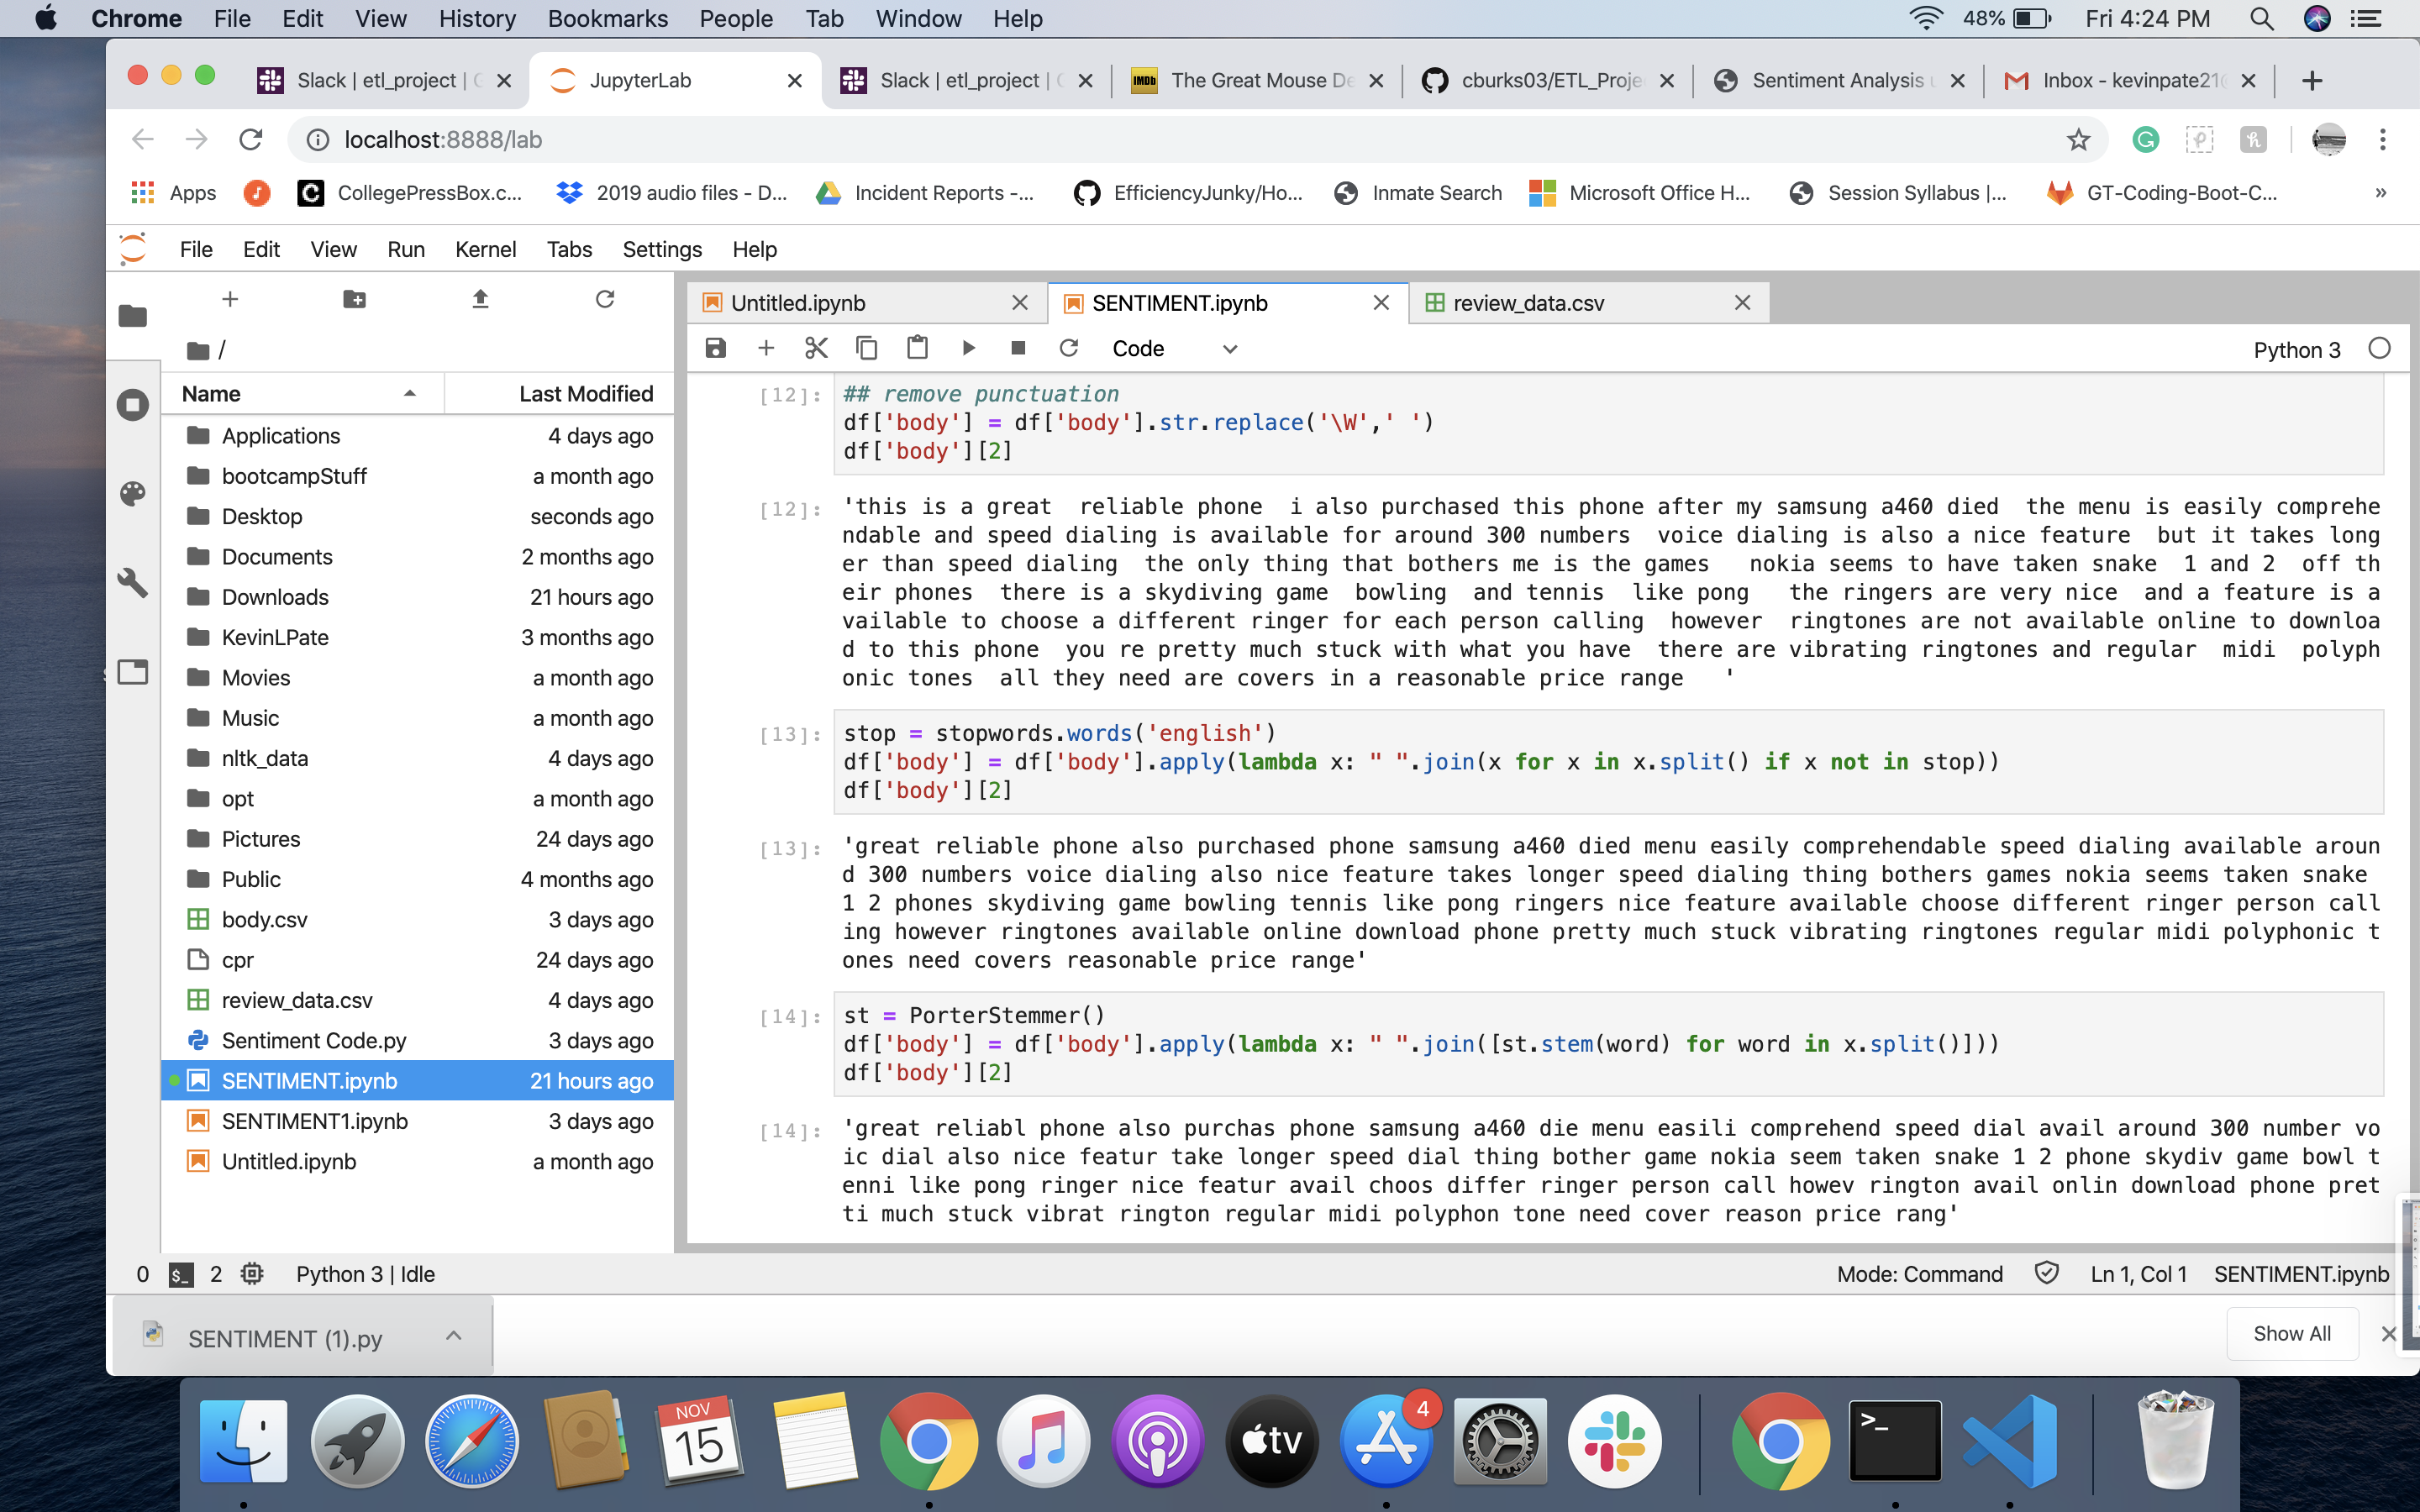 Chrome File Edit View History Bookmarks People Tab Window Help 48% Fri 4:24 PM
Slack | etl_project | JupyterLab Slack | etl_project | IMDb The Great Mouse De cburks03/ETL_Proje Sentiment Analysis Inbox - kevinpate21
localhost:8888/lab
Apps CollegePressBox.c... 2019 audio files - D... Incident Reports -... EfficiencyJunky/Ho... Inmate Search Microsoft Office H... Session Syllabus |... GT-Coding-Boot-C... »
File Edit View Run Kernel Tabs Settings Help
Untitled.ipynb SENTIMENT.ipynb review_data.csv
/
Code Python 3
Name Last Modified
Applications 4 days ago
bootcampStuff a month ago
Desktop seconds ago
Documents 2 months ago
Downloads 21 hours ago
KevinLPate 3 months ago
Movies a month ago
Music a month ago
nltk_data 4 days ago
opt a month ago
Pictures 24 days ago
Public 4 months ago
body.csv 3 days ago
cpr 24 days ago
review_data.csv 4 days ago
Sentiment Code.py 3 days ago
SENTIMENT.ipynb 21 hours ago
SENTIMENT1.ipynb 3 days ago
Untitled.ipynb a month ago
[12]: ## remove punctuation
df['body'] = df['body'].str.replace('\W',' ')
df['body'][2]
[12]: 'this is a great  reliable phone  i also purchased this phone after my samsung a460 died  the menu is easily comprehe
ndable and speed dialing is available for around 300 numbers  voice dialing is also a nice feature  but it takes long
er than speed dialing  the only thing that bothers me is the games   nokia seems to have taken snake  1 and 2  off th
eir phones  there is a skydiving game  bowling  and tennis  like pong   the ringers are very nice  and a feature is a
vailable to choose a different ringer for each person calling  however  ringtones are not available online to downloa
d to this phone  you re pretty much stuck with what you have  there are vibrating ringtones and regular  midi  polyph
onic tones  all they need are covers in a reasonable price range   '
[13]: stop = stopwords.words('english')
df['body'] = df['body'].apply(lambda x: " ".join(x for x in x.split() if x not in stop))
df['body'][2]
[13]: 'great reliable phone also purchased phone samsung a460 died menu easily comprehendable speed dialing available aroun
d 300 numbers voice dialing also nice feature takes longer speed dialing thing bothers games nokia seems taken snake
1 2 phones skydiving game bowling tennis like pong ringers nice feature available choose different ringer person call
ing however ringtones available online download phone pretty much stuck vibrating ringtones regular midi polyphonic t
ones need covers reasonable price range'
[14]: st = PorterStemmer()
df['body'] = df['body'].apply(lambda x: " ".join([st.stem(word) for word in x.split()]))
df['body'][2]
[14]: 'great reliabl phone also purchas phone samsung a460 die menu easili comprehend speed dial avail around 300 number vo
ic dial also nice featur take longer speed dial thing bother game nokia seem taken snake 1 2 phone skydiv game bowl t
enni like pong ringer nice featur avail choos differ ringer person call howev rington avail onlin download phone pret
ti much stuck vibrat rington regular midi polyphon tone need cover reason price rang'
0 $_ 2 Python 3 | Idle Mode: Command Ln 1, Col 1 SENTIMENT.ipynb
SENTIMENT (1).py Show All
NOV
15
tv
4
>_